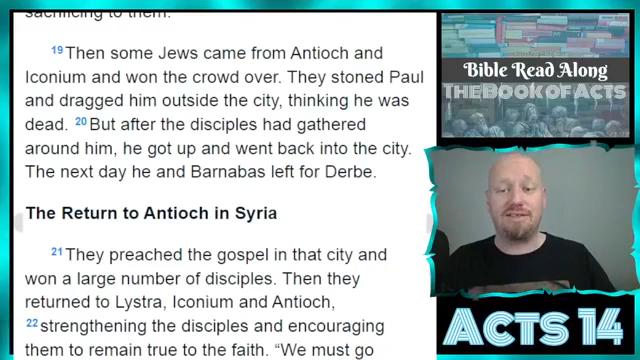 sacrificing to them.
19 Then some Jews came from Antioch and
Iconium and won the crowd over. They stoned Paul
and dragged him outside the city, thinking he was
dead. 20 But after the disciples had gathered
around him, he got up and went back into the city.
The next day he and Barnabas left for Derbe.
The Return to Antioch in Syria
21 They preached the gospel in that city and
won a large number of disciples. Then they
returned to Lystra, Iconium and Antioch,
22 strengthening the disciples and encouraging
them to remain true to the faith. “We must go
Bible Read Along
The Book of Acts
Acts 14